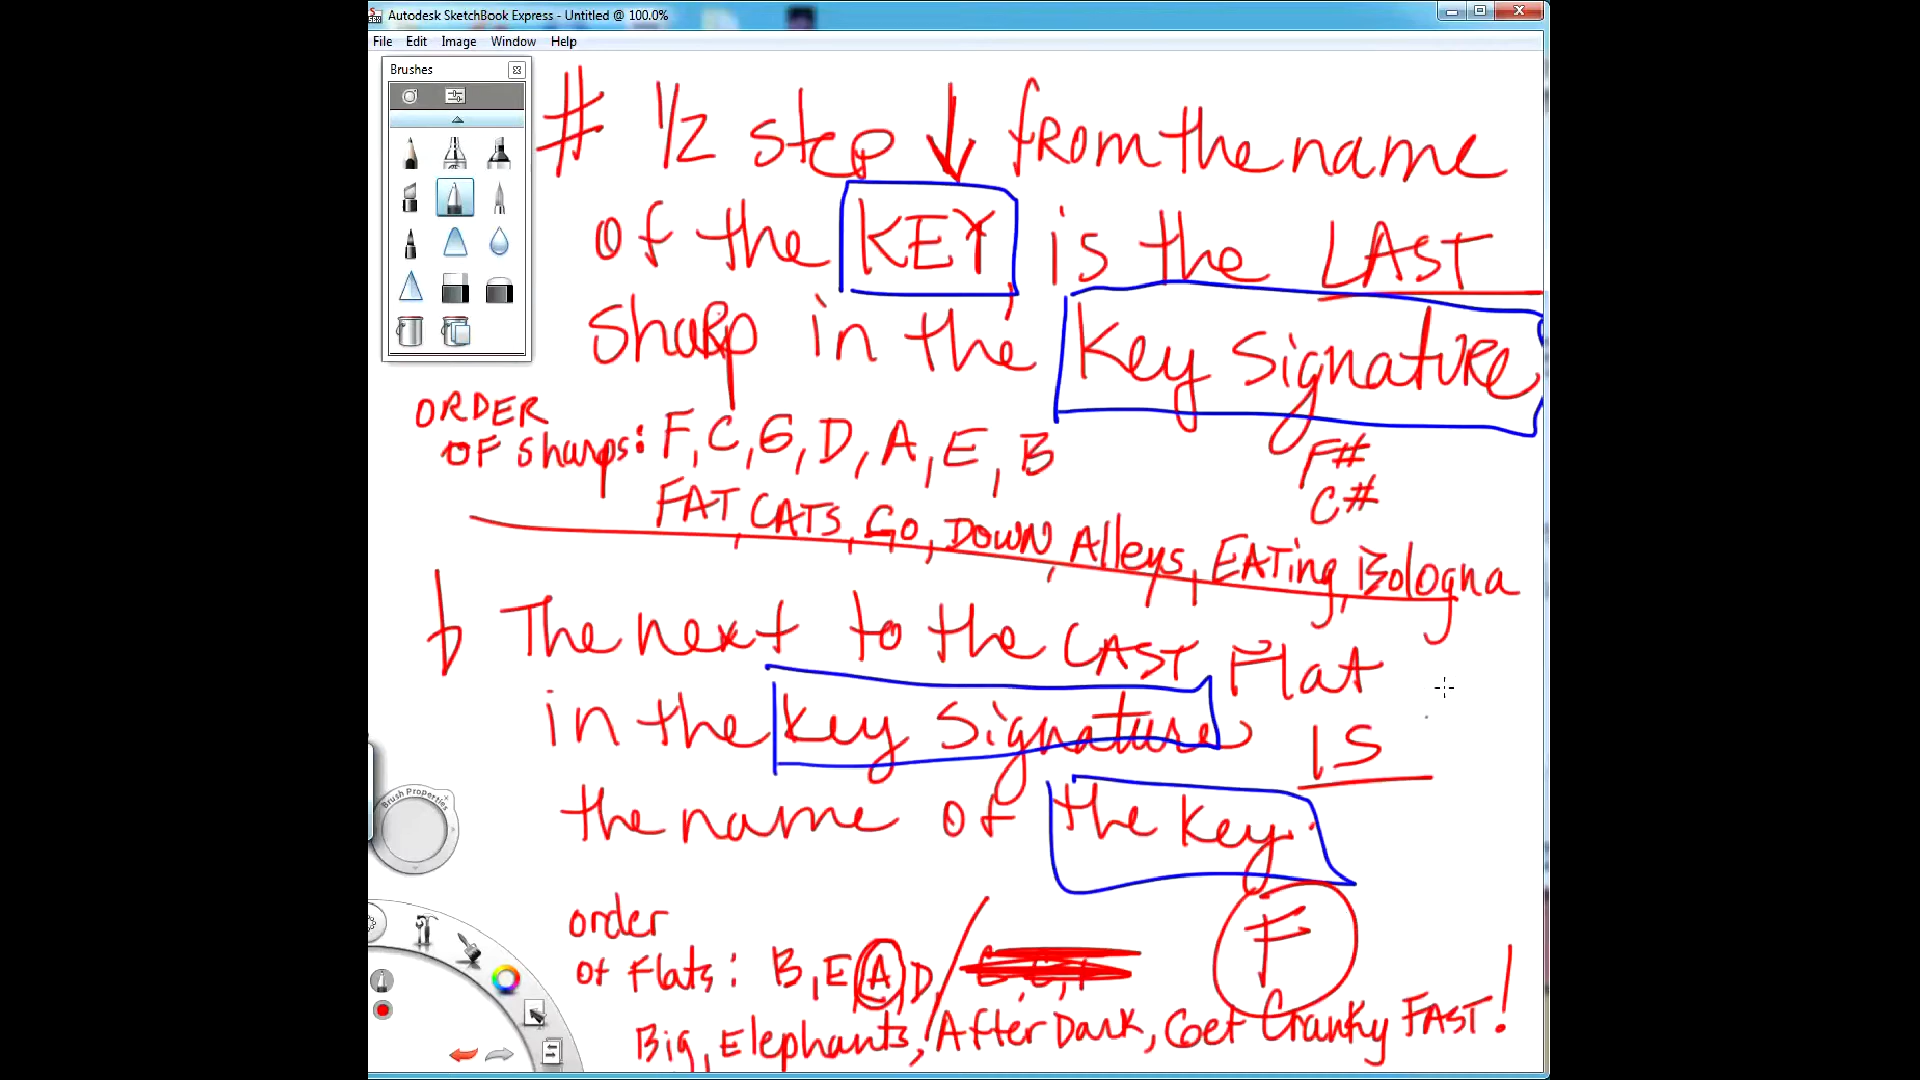 Autodesk SketchBook Express - Untitled @ 100.0%
File Edit Image Window Help
Brushes
# 1/2 step ↓ from the name
of the KEY is the LAST
sharp in the Key Signature
ORDER
OF sharps: F, C, G, D, A, E, B
F#
C#
FAT CATS, GO, DOWN, Alleys, EATing, Bologna
b The next to the LAST Flat
in the Key Signature IS
the name of the Key.
Brush Properties
F
order
of Flats: B, E A D,
Big, Elephants, After Dark, Get Cranky FAST!